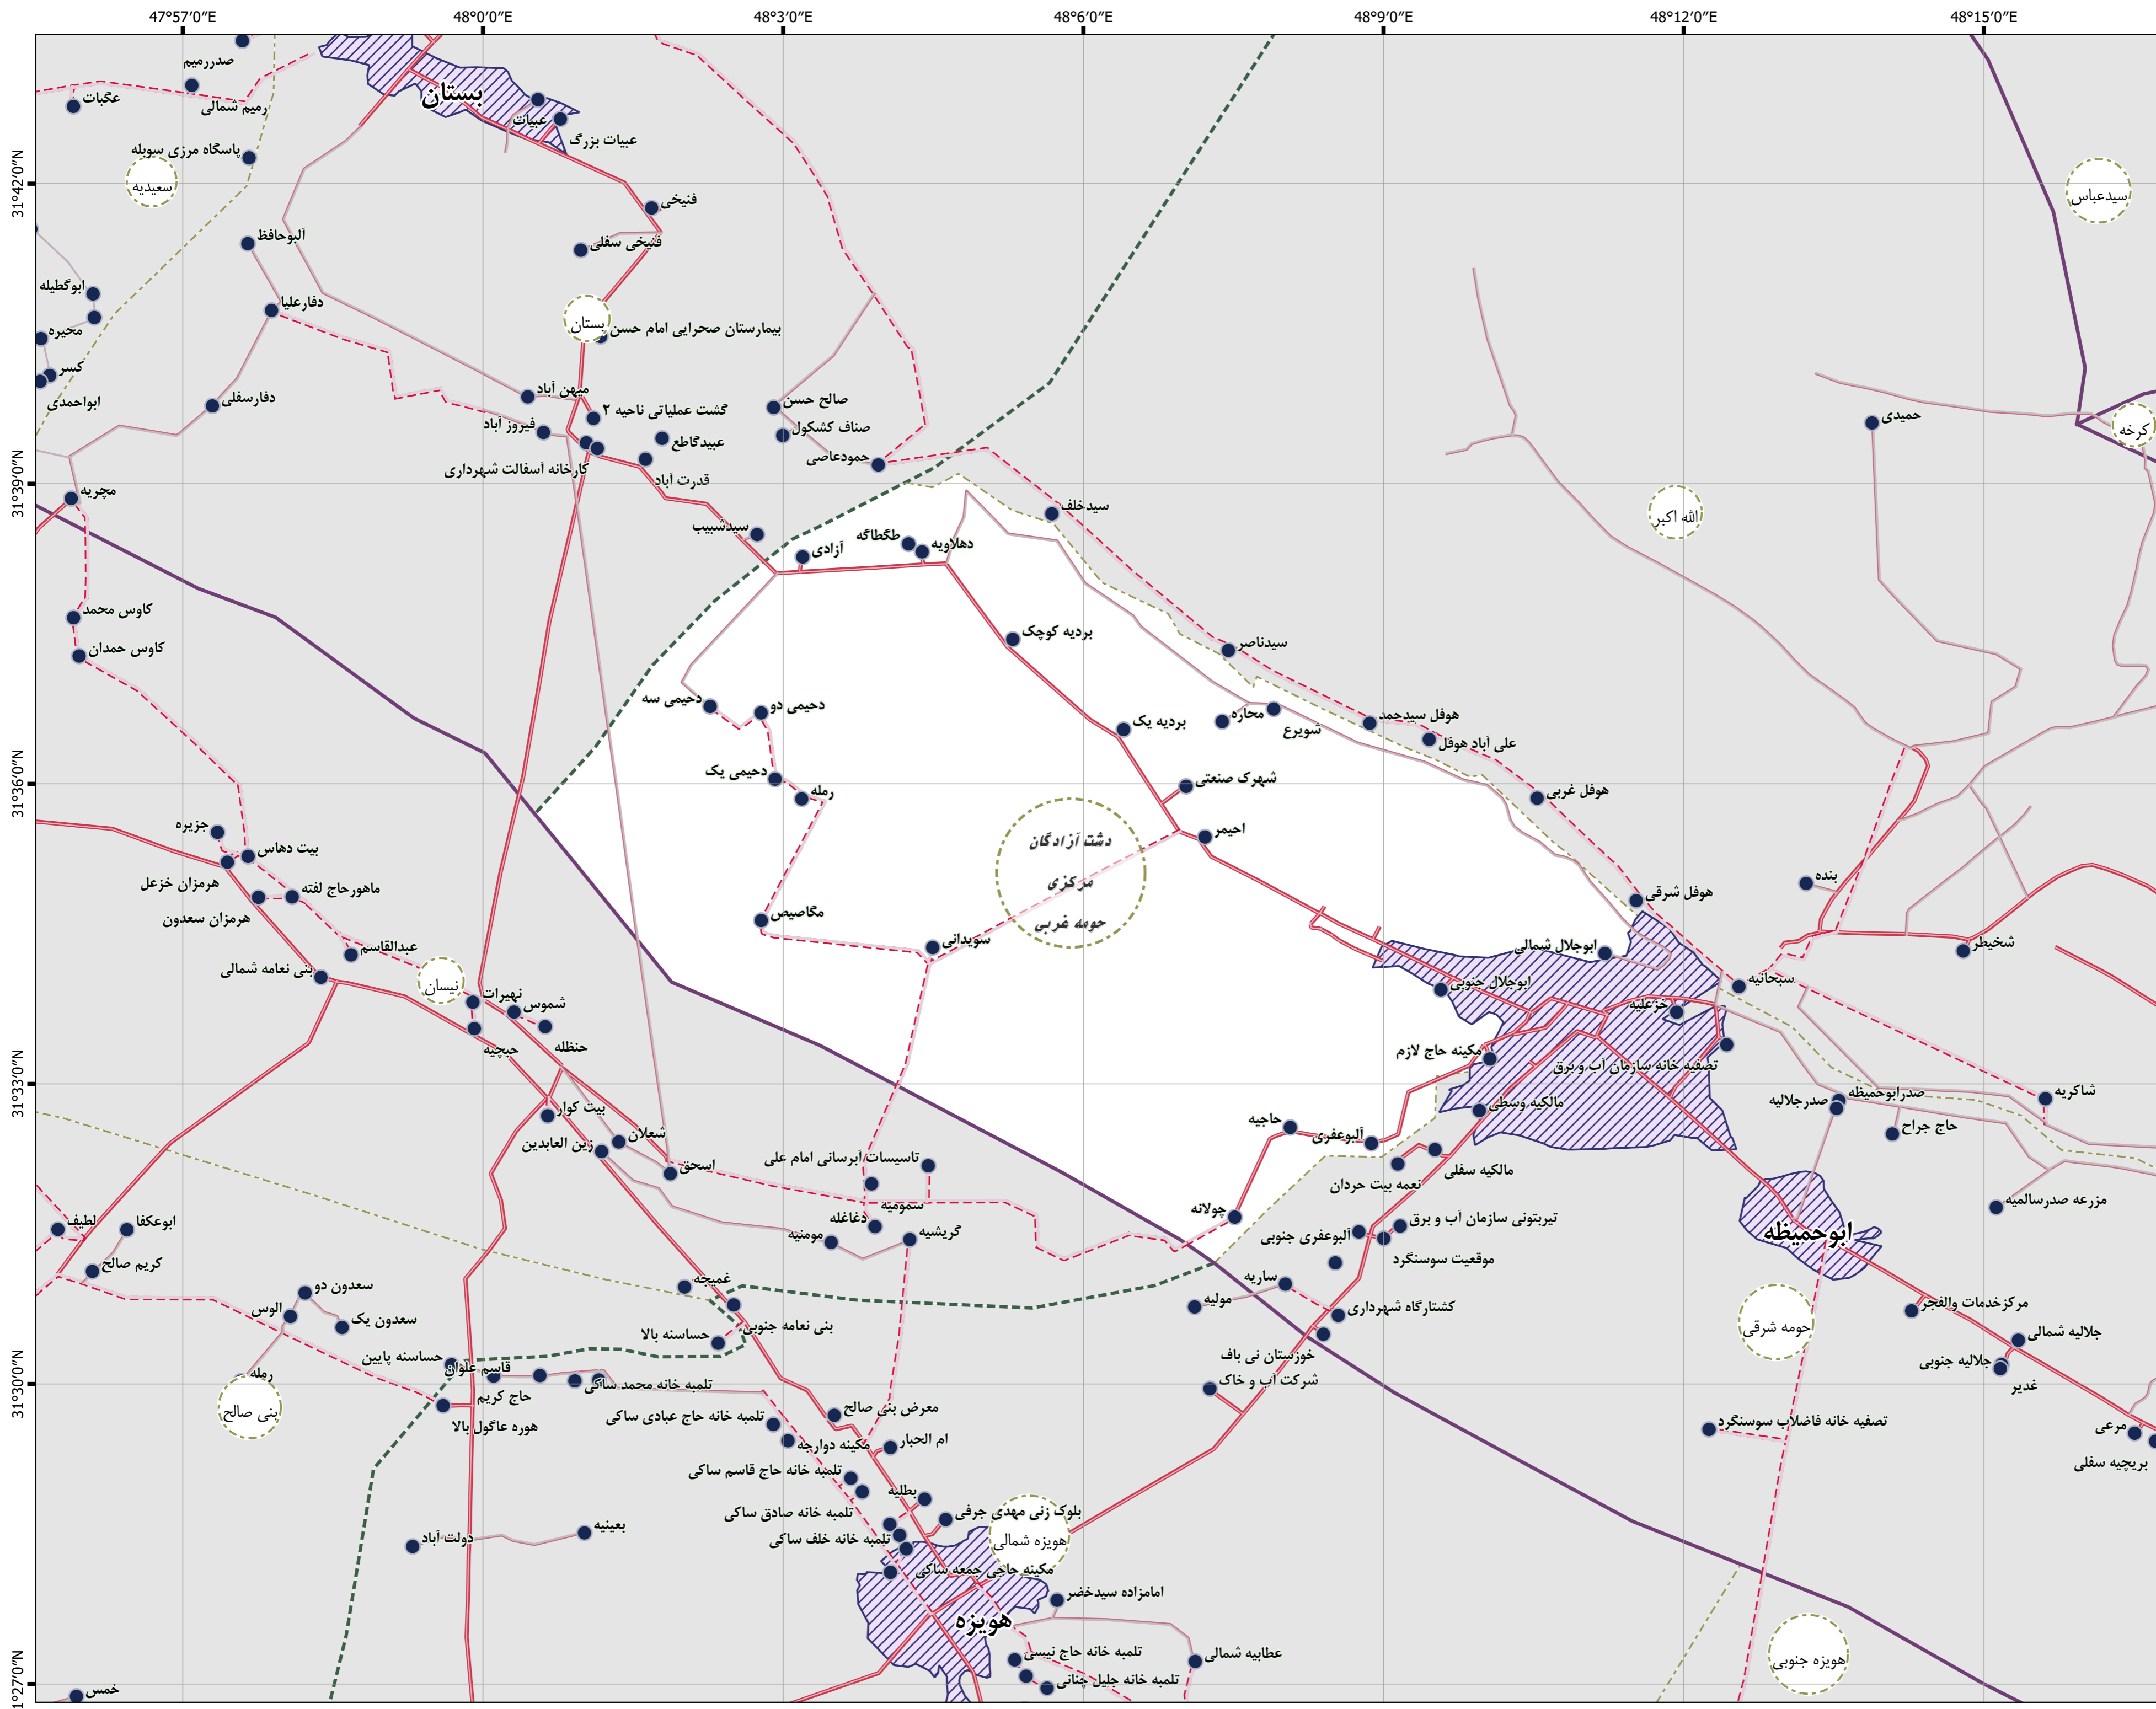 47°57′0″E
48°0′0″E
48°3′0″E
48°6′0″E
48°9′0″E
48°12′0″E
48°15′0″E
31°42′0″N
31°39′0″N
31°36′0″N
31°33′0″N
31°30′0″N
1°27′0″N
صدررمیم
عگبات
رمیم شمالی
بستان
عبیات
عبیات بزرگ
پاسگاه مرزی سوبله
سعیدیه
سیدعباس
فنیخی
فنیخی سفلی
آلبوحافظ
ابوگطیله
دفارعلیا
محیره
بستان
بیمارستان صحرایی امام حسن
کسر
ابواحمدی
دفارسفلی
میهن آباد
گشت عملیاتی ناحیه ۲
صالح حسن
صناف کشکول
فیروز آباد
عبیدگاطع
حمودعاصی
کارخانه آسفالت شهرداری
قدرت آباد
حمیدی
کرخه
الله اکبر
مچریه
سیدشبیب
سیدخلف
آزادی
طگطاگه
دهلاویه
کاوس محمد
کاوس حمدان
بردیه کوچک
سیدناصر
دحیمی سه
دحیمی دو
بردیه یک
محاره
شویرع
هوفل سیدحمد
علی آباد هوفل
دحیمی یک
رمله
شهرک صنعتی
هوفل غربی
جزیره
بیت دهاس
احیمر
دشت آزادگان
مرکزی
حومه غربی
هرمزان خزعل
ماهورحاج لفته
هرمزان سعدون
بنده
هوفل شرقی
مگاصیص
سویدانی
عبدالقاسم
بنی نعامه شمالی
نیسان
نهیرات
شموس
ابوجلال شمالی
شخیطر
سبحانیه
ابوجلال جنوبی
خزعلیه
حبچیه
حنظله
مکینه حاج لازم
تصفیه خانه سازمان آب و برق
بیت کوار
مالکیه وسطی
صدرابوحمیظه
صدرجلالیه
شاکریه
شعلان
زین العابدین
حاجیه
آلبوعفری
حاج جراح
اسحق
تاسیسات آبرسانی امام علی
مالکیه سفلی
نعمه بیت حردان
سمومیه
دغاغله
چولانه
مزرعه صدرسالمیه
لطیف
ابوعکفا
مومنیه
گریشیه
تیربتونی سازمان آب و برق
آلبوعفری جنوبی
ابوحمیظه
کریم صالح
موقعیت سوسنگرد
غمیجه
ساریه
سعدون دو
الوس
سعدون یک
مولیه
کشتارگاه شهرداری
مرکزخدمات والفجر
حومه شرقی
بنی نعامه جنوبی
حساسنه بالا
جلالیه شمالی
حساسنه پایین
قاسم علوان
خوزستان نی باف
جلالیه جنوبی
رمله
تلمبه خانه محمد ساکی
شرکت آب و خاک
غدیر
حاج کریم
بنی صالح
هوره عاگول بالا
معرض بنی صالح
تلمبه خانه حاج عبادی ساکی
تصفیه خانه فاضلاب سوسنگرد
مرعی
مکینه دوارجه
ام الحبار
بریچیه سفلی
تلمبه خانه حاج قاسم ساکی
بطلیه
تلمبه خانه صادق ساکی
بلوک زنی مهدی جرفی
بعینیه
دولت آباد
تلمبه خانه خلف ساکی
هویزه شمالی
مکینه حاجی جمعه ساکی
امامزاده سیدخضر
هویزه
تلمبه خانه حاج نیسی
عطابیه شمالی
هویزه جنوبی
تلمبه خانه جلیل چنانی
خمس